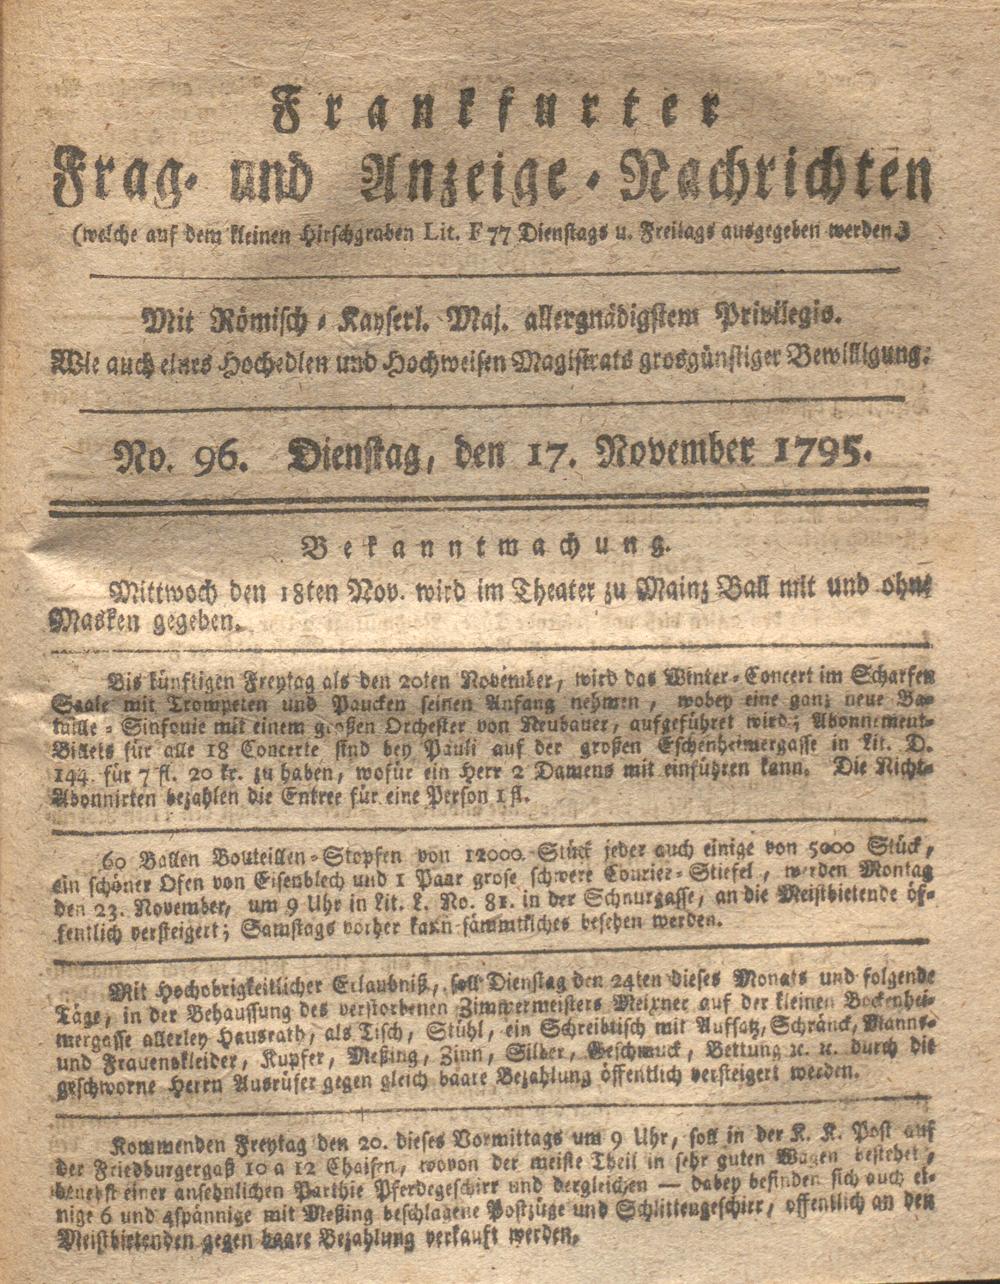 Frankfurter
Frag- und Anzeige-Nachrichten
(welche auf dem kleinen Hirschgraben Lit. F 77 Dienstags u. Freitags ausgegeben werden.)
Mit Römisch-Kayserl. Maj. allergnädigstem Privilegio.
Wie auch eines Hochedlen und Hochweisen Magistrats grosgünstiger Bewilligung.
No. 96. Dienstag, den 17. November 1795.
Bekanntmachung.
Mittwoch den 18ten Nov. wird im Theater zu Mainz Ball mit und ohne
Masken gegeben.
Bis künftigen Freytag als den 20ten November, wird das Winter-Concert im Scharfen
Saale mit Trompeten und Paucken seinen Anfang nehmen, wobey eine ganz neue Ba-
taille-Sinfonie mit einem großen Orchester von Neubauer, aufgeführet wird; Abonnement-
Billets für alle 18 Concerte sind bey Pauli auf der großen Eschenheimergasse in Lit. D.
144. für 7 fl. 20 kr. zu haben, wofür ein Herr 2 Damens mit einführen kann. Die Nicht-
Abonnirten bezahlen die Entree für eine Person 1 fl.
60 Ballen Bouteillen-Stopfen von 12000 Stück jeder auch einige von 5000 Stück,
ein schöner Ofen von Eisenblech und 1 Paar grose schwere Courier-Stiefel, werden Montag
den 23. November, um 9 Uhr in Lit. L. No. 81. in der Schnurgasse, an die Meistbietende öf-
fentlich versteigert; Samstags vorher kann sämmtliches besehen werden.
Mit Hochobrigkeitlicher Erlaubniß, soll Dienstag den 24ten dieses Monats und folgende
Täge, in der Behaussung des verstorbenen Zimmermeisters Meixner auf der kleinen Bockenhei-
mergasse allerley Hausrath, als Tisch, Stühl, ein Schreibtisch mit Auffatz, Schränck, Manns-
und Frauenskleider, Kupfer, Meßing, Zinn, Silber, Geschmuck, Bettung ꝛc. ꝛc. durch die
geschworne Herrn Ausrüfer gegen gleich baare Bezahlung öffentlich versteigert werden.
Kommenden Freytag den 20. dieses Vormittags um 9 Uhr, soll in der K. K. Post auf
der Friedburgergaß 10 a 12 Chaisen, wovon der meiste Theil in sehr guten Wagen bestehet,
benebst einer ansehnlichen Parthie Pferdegeschirr und dergleichen — dabey befinden sich auch ei-
nige 6 und 4spännige mit Meßing beschlagene Postzüge und Schlittengeschirr, offentlich an den
Meistbietenden gegen baare Bezahlung verkauft werden.